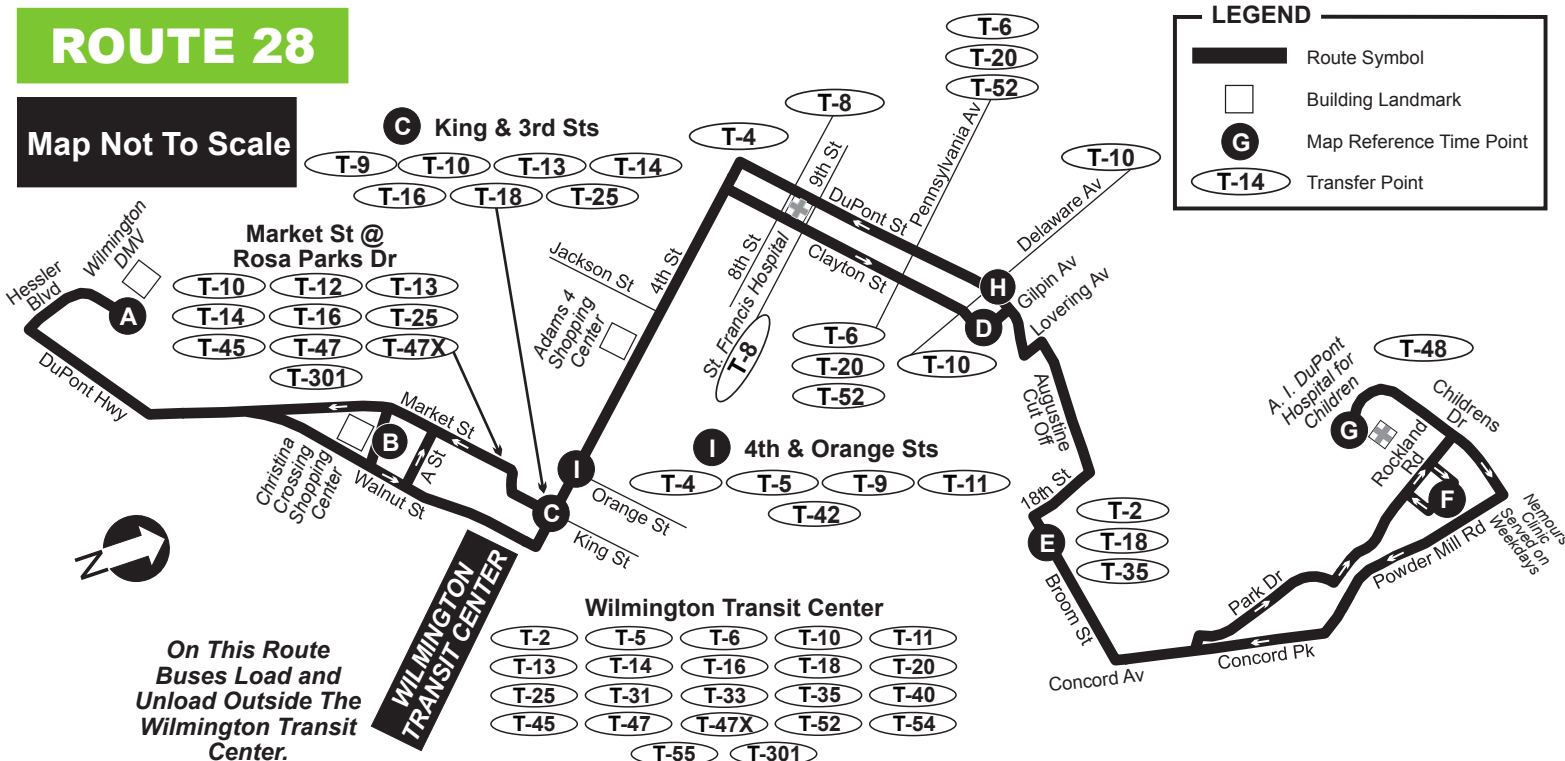 ROUTE 28
Map Not To Scale
LEGEND
Route Symbol
Building Landmark
G
Map Reference Time Point
T-14
Transfer Point
C King & 3rd Sts
T-9 T-10 T-13 T-14
T-16 T-18 T-25
T-4
T-8
T-6
T-20
T-52
T-10
Market St @
Rosa Parks Dr
T-10 T-12 T-13
T-14 T-16 T-25
T-45 T-47 T-47X
T-301
Wilmington
DMV
Hessler
Blvd
A
DuPont Hwy
Christina
Crossing
Shopping
Center
B
Market St
A St
Walnut St
Jackson St
Adams 4
Shopping
Center
4th St
8th St
9th St
St. Francis Hospital
T-8
DuPont St
Clayton St
Pennsylvania Av
Delaware Av
H
D
Gilpin Av
Lovering Av
T-6
T-20
T-52
T-10
Augustine
Cut Off
I
Orange St
C
King St
I 4th & Orange Sts
T-4 T-5 T-9 T-11
T-42
18th St
E
T-2
T-18
T-35
Broom St
Concord Av
Concord Pk
Park Dr
Powder Mill Rd
Rockland
Rd
F
G
A. I. DuPont
Hospital for
Children
T-48
Childrens
Dr
Nemours
Clinic
Served on
Weekdays
N
WILMINGTON
TRANSIT CENTER
On This Route
Buses Load and
Unload Outside The
Wilmington Transit
Center.
Wilmington Transit Center
T-2 T-5 T-6 T-10 T-11
T-13 T-14 T-16 T-18 T-20
T-25 T-31 T-33 T-35 T-40
T-45 T-47 T-47X T-52 T-54
T-55 T-301